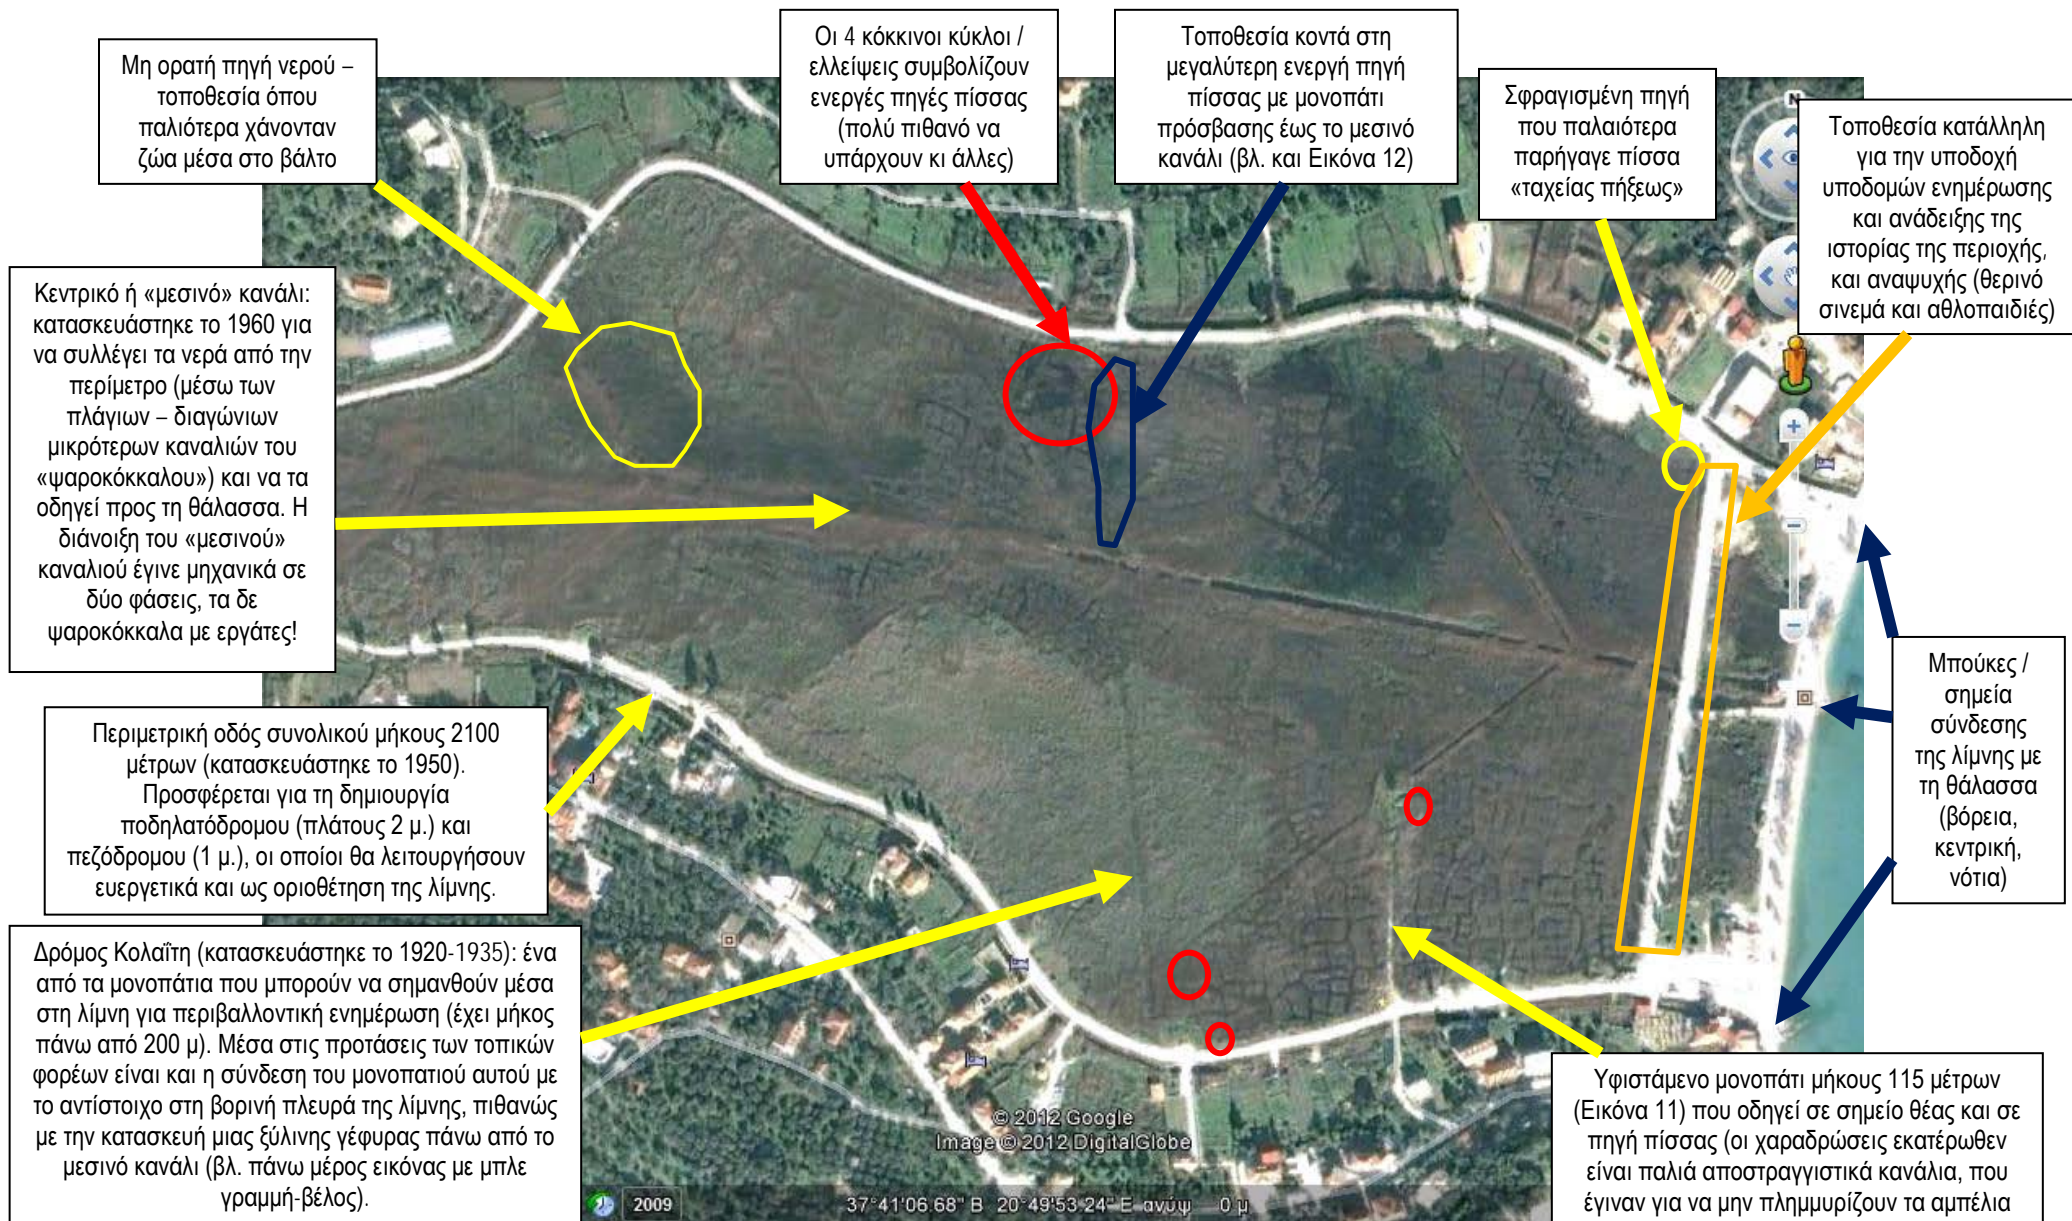 Μη ορατή πηγή νερού –
τοποθεσία όπου
παλιότερα χάνονταν
ζώα μέσα στο βάλτο
Οι 4 κόκκινοι κύκλοι /
ελλείψεις συμβολίζουν
ενεργές πηγές πίσσας
(πολύ πιθανό να
υπάρχουν κι άλλες)
Τοποθεσία κοντά στη
μεγαλύτερη ενεργή πηγή
πίσσας με μονοπάτι
πρόσβασης έως το μεσινό
κανάλι (βλ. και Εικόνα 12)
Σφραγισμένη πηγή
που παλαιότερα
παρήγαγε πίσσα
«ταχείας πήξεως»
Τοποθεσία κατάλληλη
για την υποδοχή
υποδομών ενημέρωσης
και ανάδειξης της
ιστορίας της περιοχής,
και αναψυχής (θερινό
σινεμά και αθλοπαιδιές)
N
Κεντρικό ή «μεσινό» κανάλι:
κατασκευάστηκε το 1960 για
να συλλέγει τα νερά από την
περίμετρο (μέσω των
πλάγιων – διαγώνιων
μικρότερων καναλιών του
«ψαροκόκκαλου») και να τα
οδηγεί προς τη θάλασσα. Η
διάνοιξη του «μεσινού»
καναλιού έγινε μηχανικά σε
δύο φάσεις, τα δε
ψαροκόκκαλα με εργάτες!
Μπούκες /
σημεία
σύνδεσης
της λίμνης με
τη θάλασσα
(βόρεια,
κεντρική,
νότια)
Περιμετρική οδός συνολικού μήκους 2100
μέτρων (κατασκευάστηκε το 1950).
Προσφέρεται για τη δημιουργία
ποδηλατόδρομου (πλάτους 2 μ.) και
πεζόδρομου (1 μ.), οι οποίοι θα λειτουργήσουν
ευεργετικά και ως οριοθέτηση της λίμνης.
Δρόμος Κολαΐτη (κατασκευάστηκε το 1920-1935): ένα
από τα μονοπάτια που μπορούν να σημανθούν μέσα
στη λίμνη για περιβαλλοντική ενημέρωση (έχει μήκος
πάνω από 200 μ). Μέσα στις προτάσεις των τοπικών
φορέων είναι και η σύνδεση του μονοπατιού αυτού με
το αντίστοιχο στη βορινή πλευρά της λίμνης, πιθανώς
με την κατασκευή μιας ξύλινης γέφυρας πάνω από το
μεσινό κανάλι (βλ. πάνω μέρος εικόνας με μπλε
γραμμή-βέλος).
Υφιστάμενο μονοπάτι μήκους 115 μέτρων
(Εικόνα 11) που οδηγεί σε σημείο θέας και σε
πηγή πίσσας (οι χαραδρώσεις εκατέρωθεν
είναι παλιά αποστραγγιστικά κανάλια, που
έγιναν για να μην πλημμυρίζουν τα αμπέλια
© 2012 Google
Image © 2012 DigitalGlobe
2009
37°41'06.68" Β 20°49'53.24" Ε ανύψ 0 μ